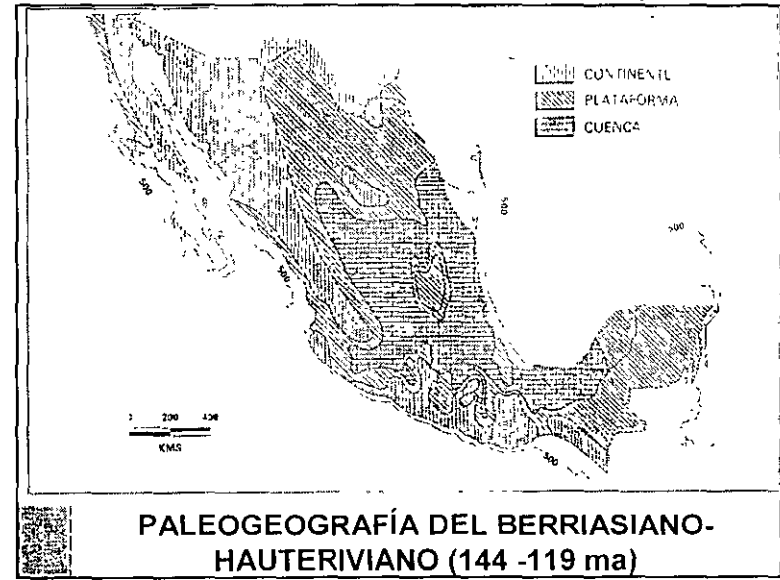 CONTINENTE
PLATAFORMA
CUENCA
500
500
500
500
500
0 200 400
KMS
PALEOGEOGRAFÍA DEL BERRIASIANO-
HAUTERIVIANO (144 -119 ma)